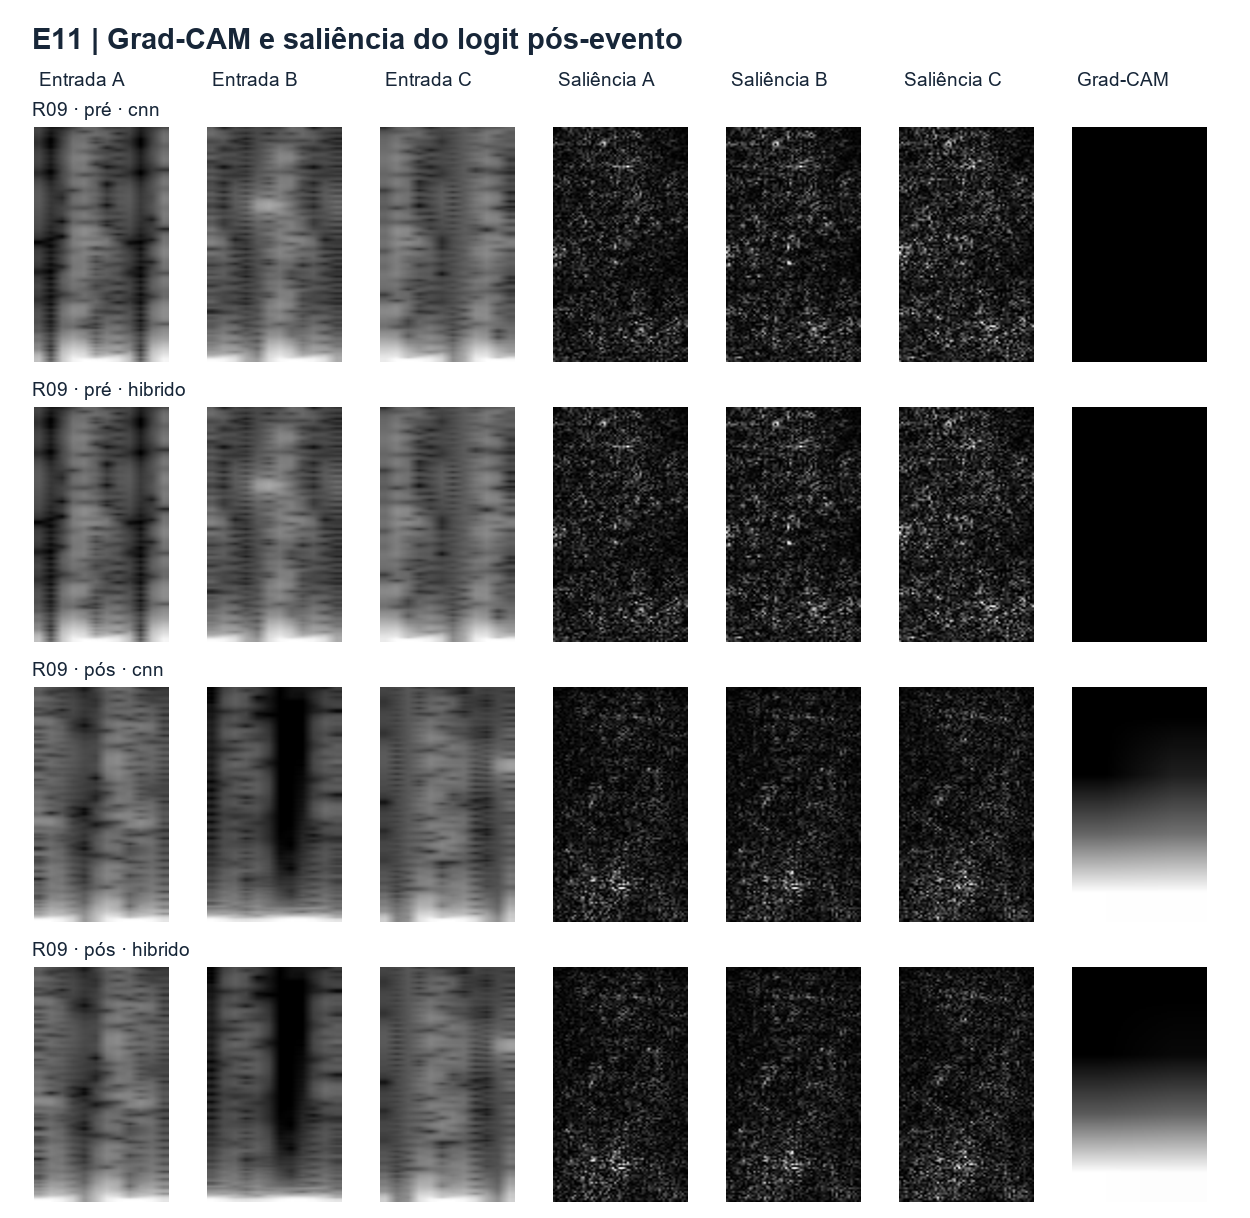 E11 | Grad-CAM e saliência do logit pós-evento
Entrada A Entrada B Entrada C Saliência A Saliência B Saliência C Grad-CAM
R09 · pré · cnn
R09 · pré · hibrido
R09 · pós · cnn
R09 · pós · hibrido